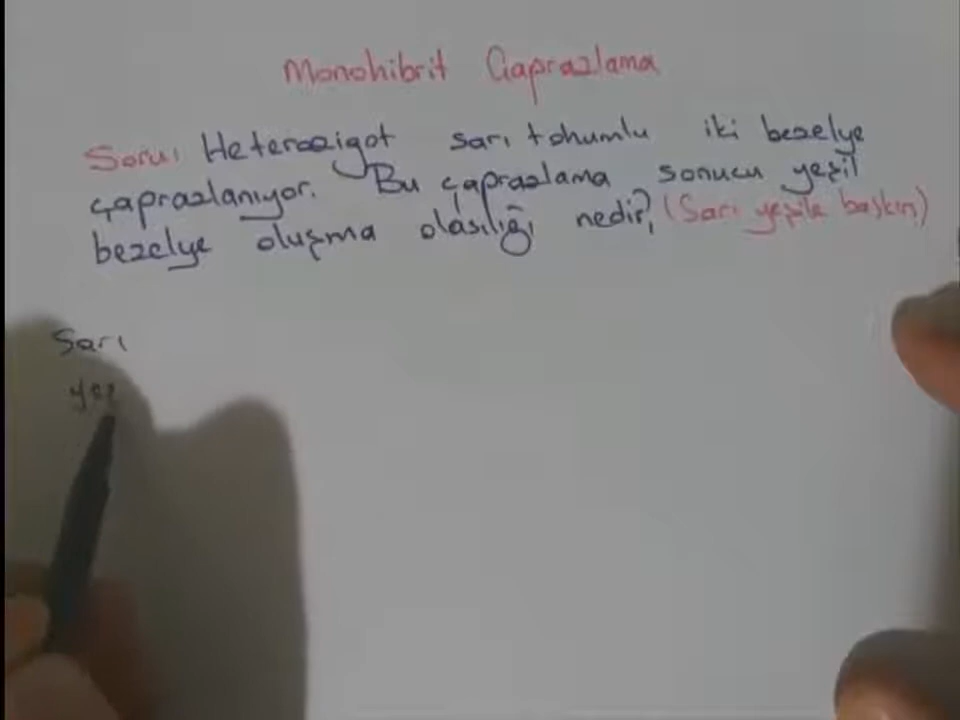 Monohibrit Çaprazlama
Soru: Heterozigot sarı tohumlu iki bezelye
çaprazlanıyor. Bu çaprazlama sonucu yeşil
bezelye oluşma olasılığı nedir? (Sarı yeşile baskın)
Sarı
yeş